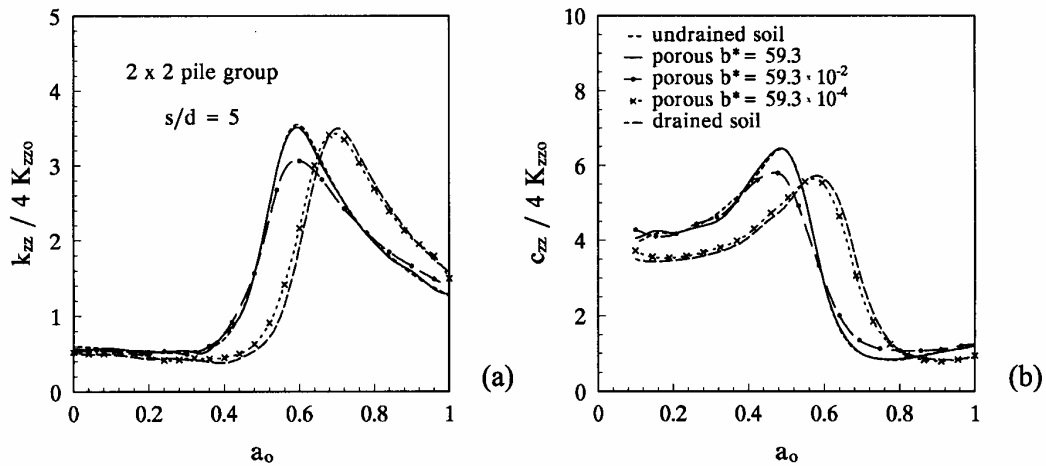 5
4
3
2
1
0
0
0.2
0.4
0.6
0.8
1
k_zz / 4 K_zzo
a_o
2 x 2 pile group
s/d = 5
(a)
10
8
6
4
2
0
0
0.2
0.4
0.6
0.8
1
c_zz / 4 K_zzo
a_o
undrained soil
porous b* = 59.3
porous b* = 59.3 · 10^-2
porous b* = 59.3 · 10^-4
drained soil
(b)